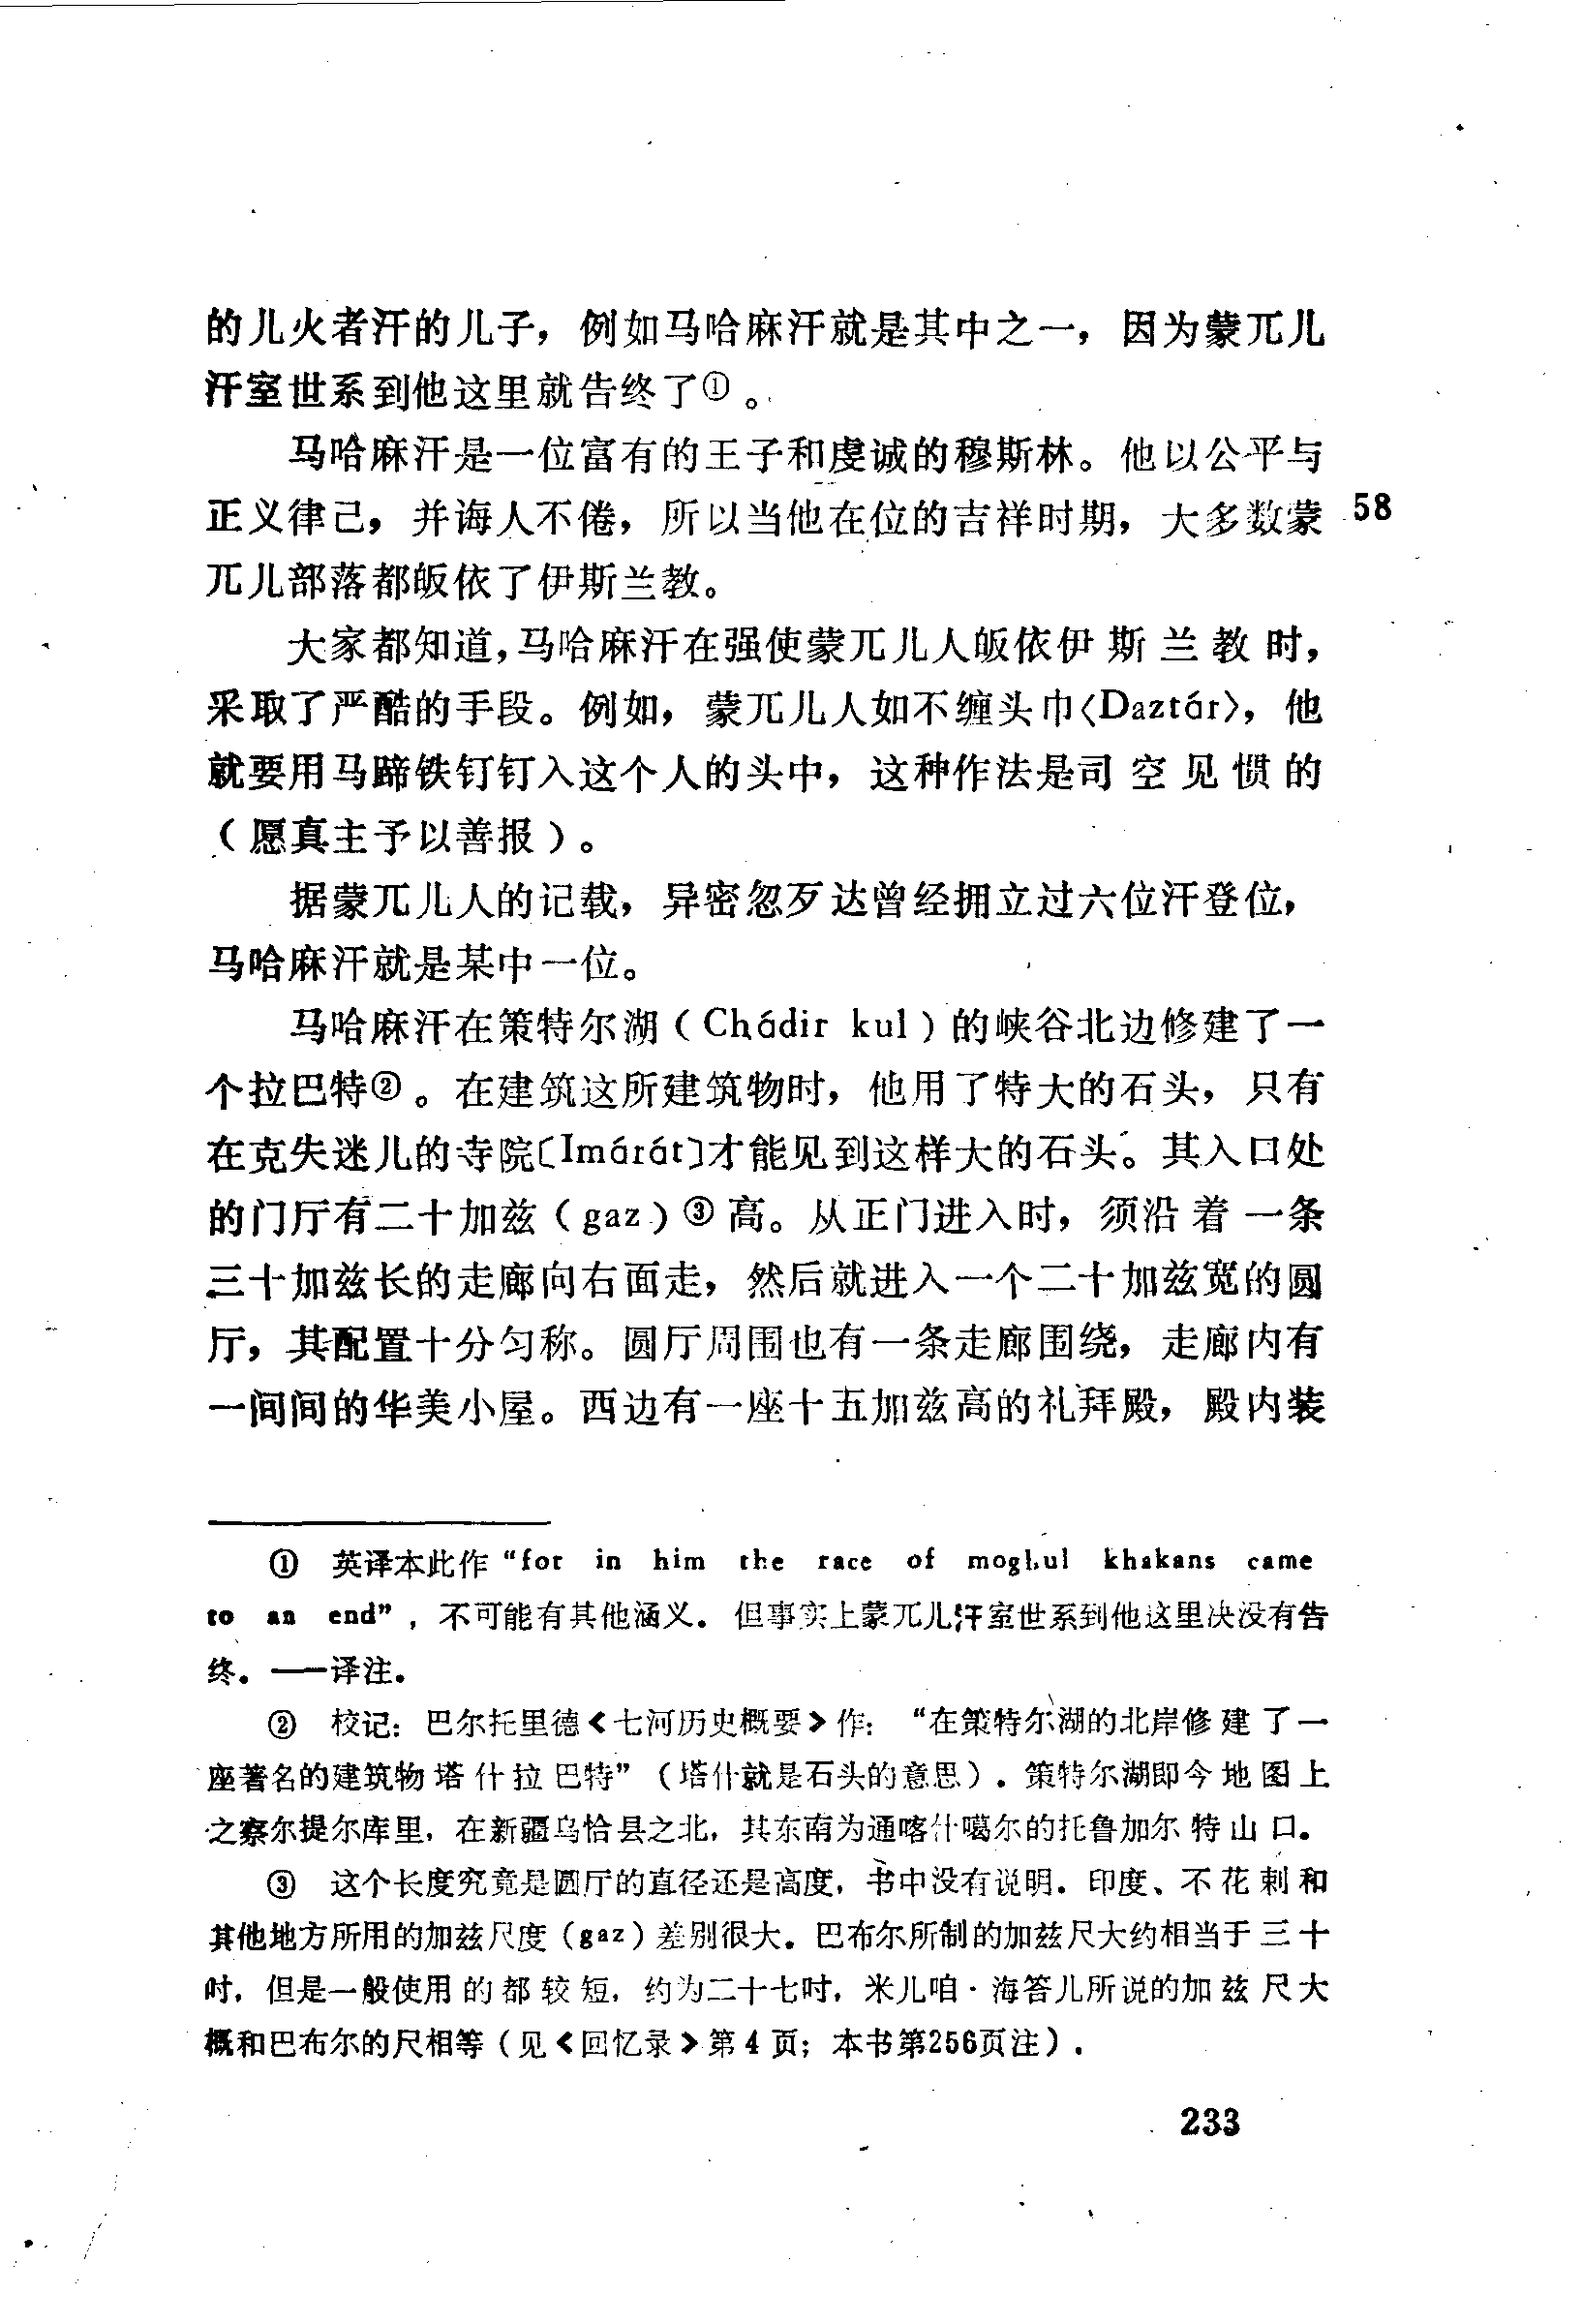 的儿火者汗的儿子，例如马哈麻汗就是其中之一，因为蒙兀儿
汗室世系到他这里就告终了①。
马哈麻汗是一位富有的王子和虔诚的穆斯林。他以公平与
正义律己，并诲人不倦，所以当他在位的吉祥时期，大多数蒙 58
兀儿部落都皈依了伊斯兰教。
大家都知道，马哈麻汗在强使蒙兀儿人皈依伊斯兰教时，
采取了严酷的手段。例如，蒙兀儿人如不缠头巾〈Daztár〉，他
就要用马蹄铁钉钉入这个人的头中，这种作法是司空见惯的
（愿真主予以善报）。
据蒙兀儿人的记载，异密忽歹达曾经拥立过六位汗登位，
马哈麻汗就是某中一位。
马哈麻汗在策特尔湖（Chádir kul）的峡谷北边修建了一
个拉巴特②。在建筑这所建筑物时，他用了特大的石头，只有
在克失迷儿的寺院〔Imárát〕才能见到这样大的石头。其入口处
的门厅有二十加兹（gaz）③高。从正门进入时，须沿着一条
三十加兹长的走廊向右面走，然后就进入一个二十加兹宽的圆
厅，其配置十分匀称。圆厅周围也有一条走廊围绕，走廊内有
一间间的华美小屋。西边有一座十五加兹高的礼拜殿，殿内装
① 英译本此作“for in him the race of moghul khakans came
to an end”，不可能有其他涵义。但事实上蒙兀儿汗室世系到他这里决没有告
终。——译注。
② 校记：巴尔托里德《七河历史概要》作：“在策特尔湖的北岸修建了一
座著名的建筑物塔什拉巴特”（塔什就是石头的意思）。策特尔湖即今地图上
之察尔提尔库里，在新疆乌恰县之北，其东南为通喀什噶尔的托鲁加尔特山口。
③ 这个长度究竟是圆厅的直径还是高度，书中没有说明。印度、不花剌和
其他地方所用的加兹尺度（gaz）差别很大。巴布尔所制的加兹尺大约相当于三十
吋，但是一般使用的都较短，约为二十七吋，米儿咱·海答儿所说的加兹尺大
概和巴布尔的尺相等（见《回忆录》第4页；本书第256页注）。
233